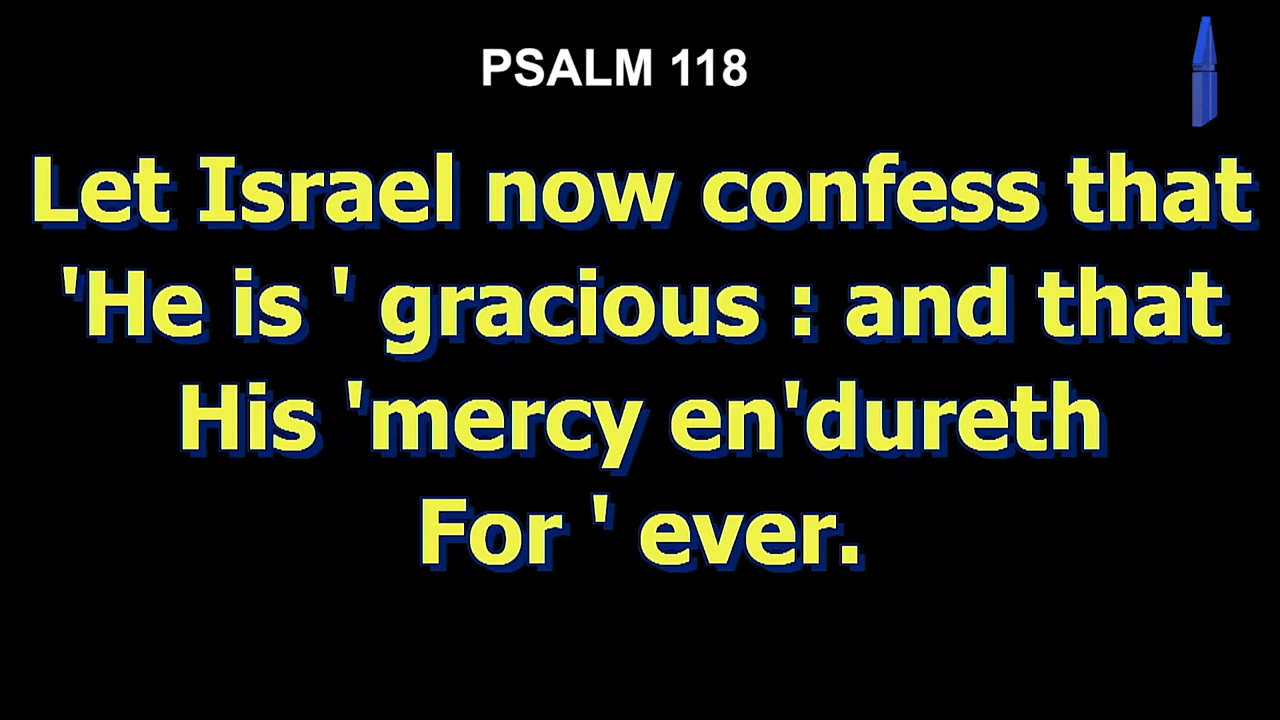 PSALM 118
Let Israel now confess that
'He is ' gracious : and that
His 'mercy en'dureth
For ' ever.